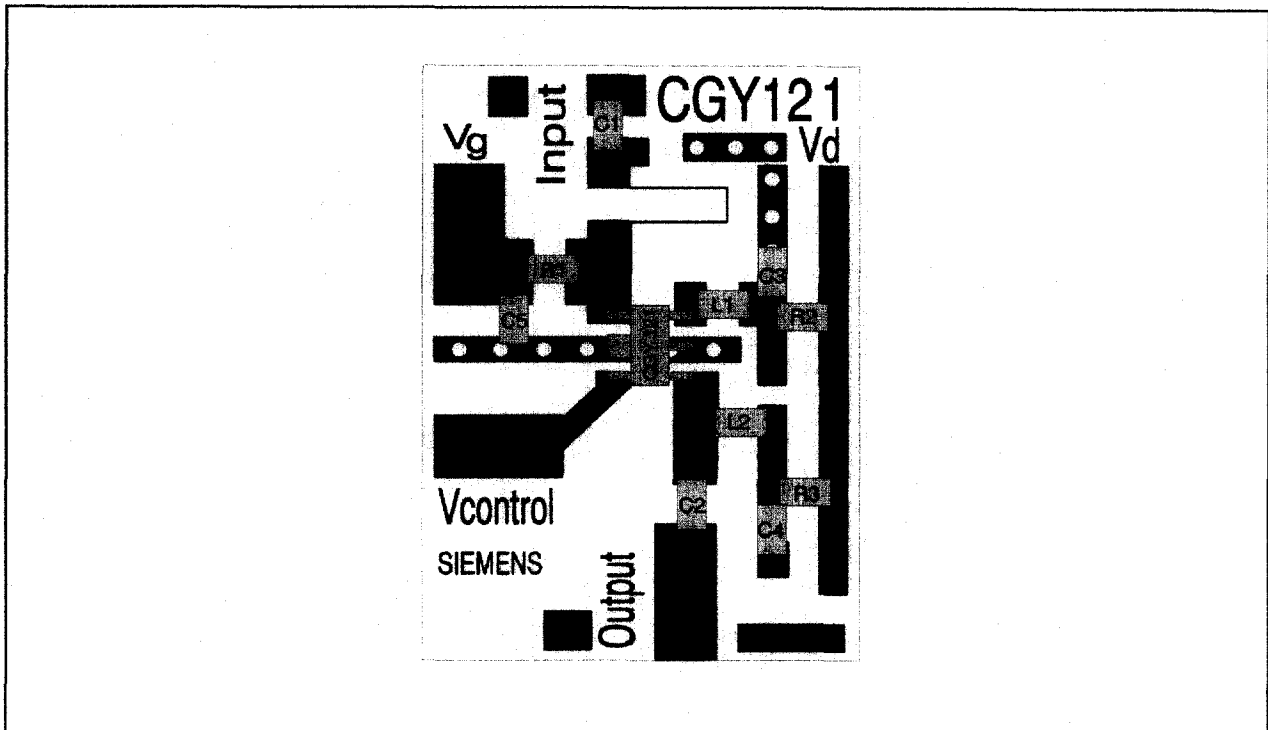 CGY121
Input
C1
Vg
Vd
C3
L1
R2
L2
Vcontrol
C2
R3
C4
SIEMENS
Output